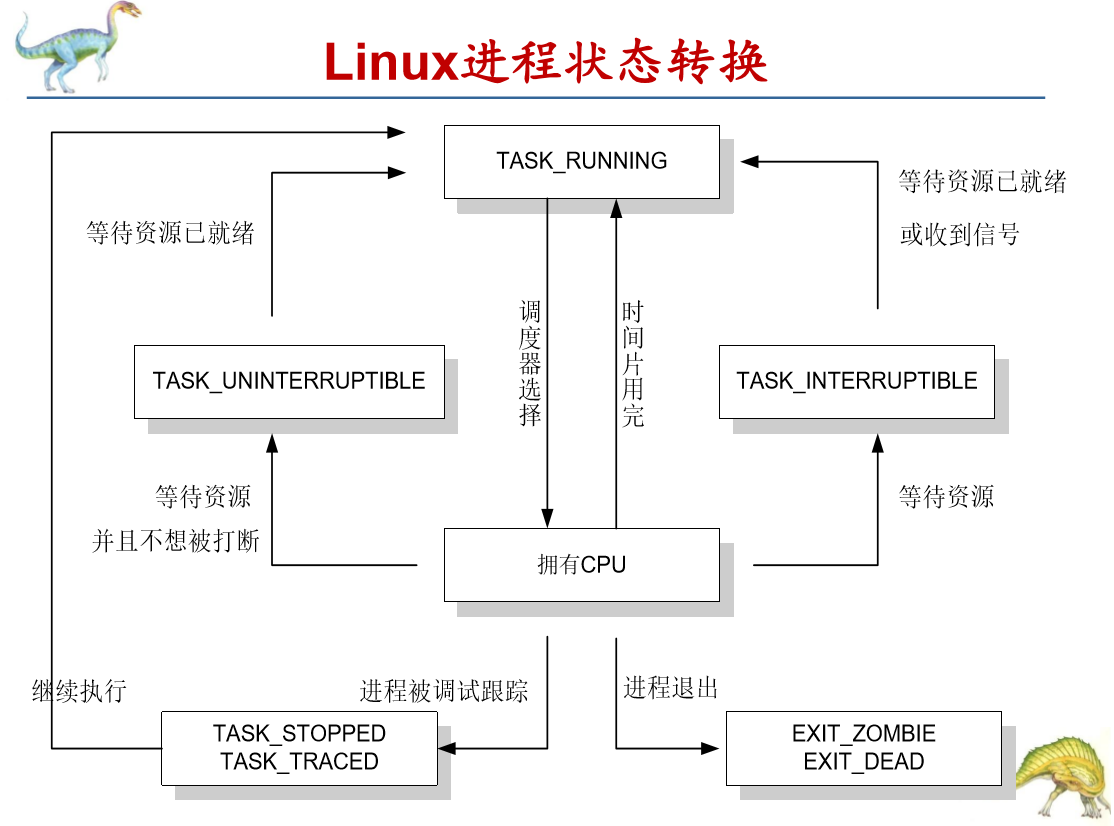 Linux进程状态转换
TASK_RUNNING
等待资源已就绪
或收到信号
等待资源已就绪
调度器选择
时间片用完
TASK_UNINTERRUPTIBLE
TASK_INTERRUPTIBLE
等待资源
并且不想被打断
等待资源
拥有CPU
继续执行
进程被调试跟踪
进程退出
TASK_STOPPED
TASK_TRACED
EXIT_ZOMBIE
EXIT_DEAD